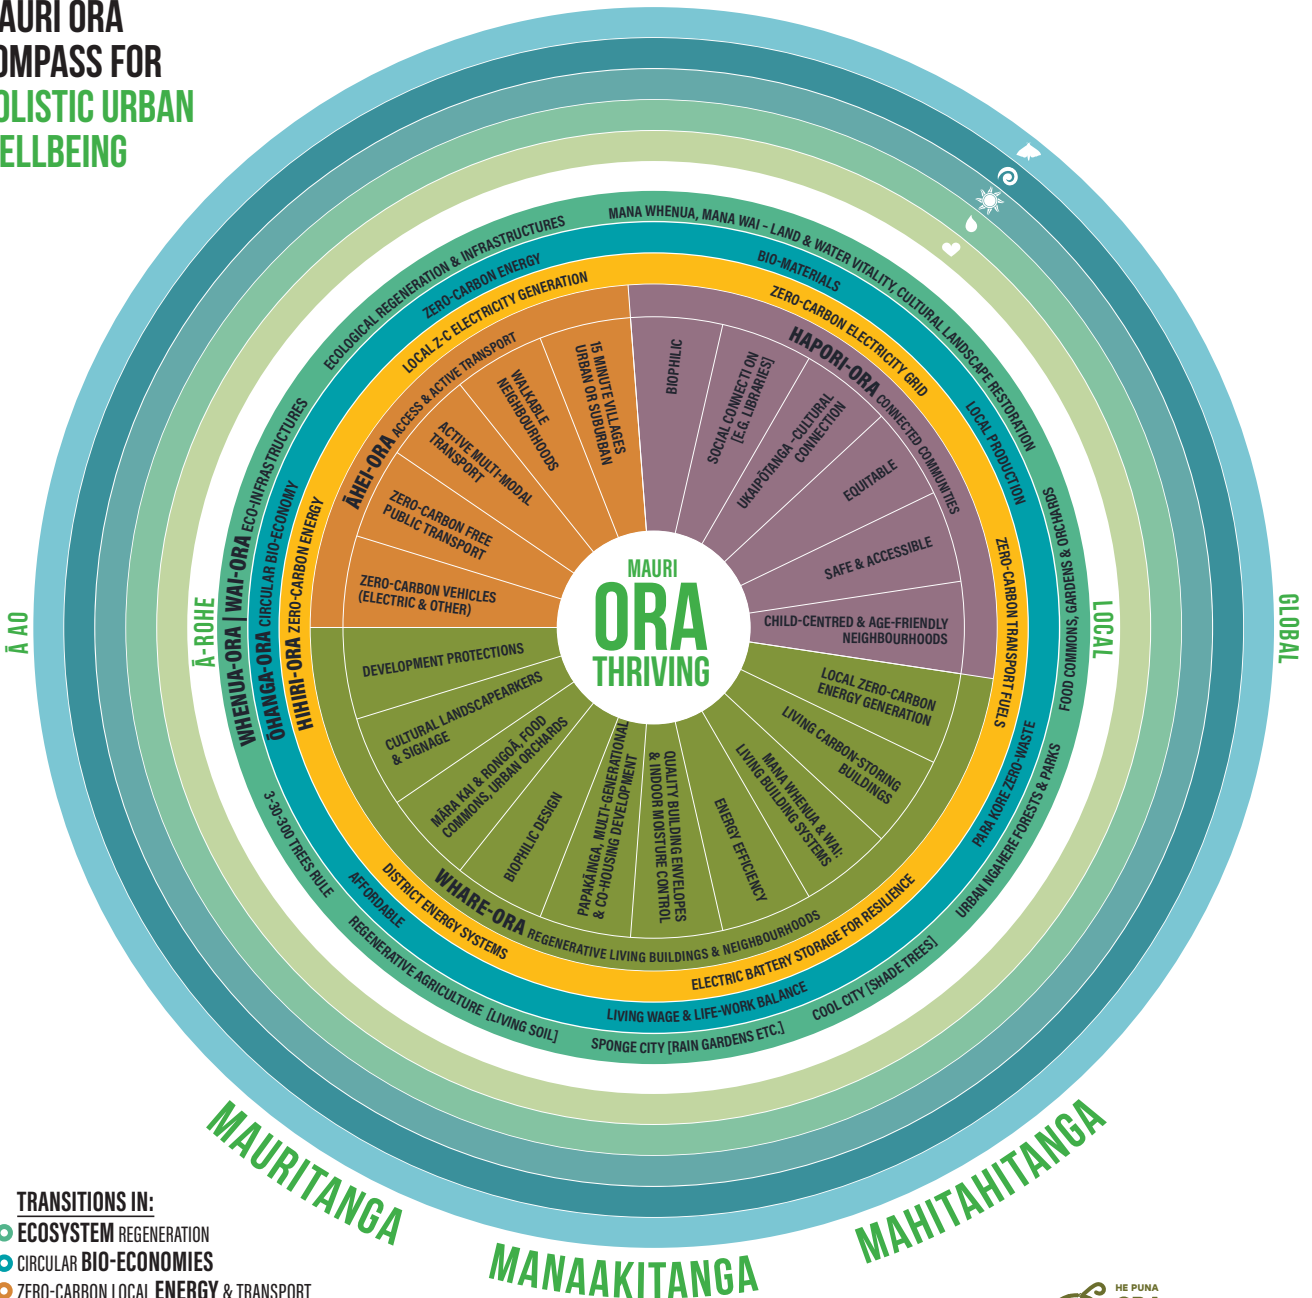 AURI ORA
OMPASS FOR
OLISTIC URBAN
ELLBEING
Ā AO
Ā-ROHE
LOCAL
GLOBAL
WHENUA-ORA | WAI-ORA ECO-INFRASTRUCTURES
ECOLOGICAL REGENERATION & INFRASTRUCTURES
MANA WHENUA, MANA WAI – LAND & WATER VITALITY, CULTURAL LANDSCAPE RESTORATION
FOOD COMMONS, GARDENS & ORCHARDS
URBAN NGAHERE FORESTS & PARKS
COOL CITY [SHADE TREES]
SPONGE CITY [RAIN GARDENS ETC.]
REGENERATIVE AGRICULTURE [LIVING SOIL]
3-30-300 TREES RULE
ŌHANGA-ORA CIRCULAR BIO-ECONOMY
ZERO-CARBON ENERGY
BIO-MATERIALS
LOCAL PRODUCTION
PARA KORE ZERO-WASTE
LIVING WAGE & LIFE-WORK BALANCE
AFFORDABLE
HIHIRI-ORA ZERO-CARBON ENERGY
LOCAL Z-C ELECTRICITY GENERATION
ZERO-CARBON ELECTRICITY GRID
ZERO-CARBON TRANSPORT FUELS
ELECTRIC BATTERY STORAGE FOR RESILIENCE
DISTRICT ENERGY SYSTEMS
ĀHEI-ORA ACCESS & ACTIVE TRANSPORT
ZERO-CARBON VEHICLES
(ELECTRIC & OTHER)
ZERO-CARBON FREE
PUBLIC TRANSPORT
ACTIVE MULTI-MODAL
TRANSPORT
WALKABLE
NEIGHBOURHOODS
15 MINUTE VILLAGES
URBAN OR SUBURBAN
HAPORI-ORA CONNECTED COMMUNITIES
BIOPHILIC
SOCIAL CONNECTI ON
[E.G. LIBRARIES]
UKAIPŌTANGA –CULTURAL
CONNECTION
EQUITABLE
SAFE & ACCESSIBLE
CHILD-CENTRED & AGE-FRIENDLY
NEIGHBOURHOODS
WHARE-ORA REGENERATIVE LIVING BUILDINGS & NEIGHBOURHOODS
LOCAL ZERO-CARBON
ENERGY GENERATION
LIVING CARBON-STORING
BUILDINGS
MANA WHENUA & WAI:
LIVING BUILDING SYSTEMS
ENERGY EFFICIENCY
QUALITY BUILDING ENVELOPES
& INDOOR MOISTURE CONTROL
PAPAKĀINGA, MULTI-GENERATIONAL
& CO-HOUSING DEVELOPMENT
BIOPHILIC DESIGN
MĀRA KAI & RONGOĀ, FOOD
COMMONS, URBAN ORCHARDS
CULTURAL LANDSCAPEARKERS
& SIGNAGE
DEVELOPMENT PROTECTIONS
MAURI
ORA
THRIVING
MAURITANGA
MANAAKITANGA
MAHITAHITANGA
TRANSITIONS IN:
ECOSYSTEM REGENERATION
CIRCULAR BIO-ECONOMIES
ZERO-CARBON LOCAL ENERGY & TRANSPORT
HE PUNA